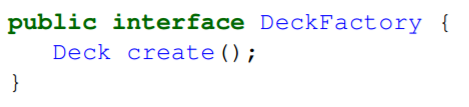 public interface DeckFactory {
   Deck create();
}